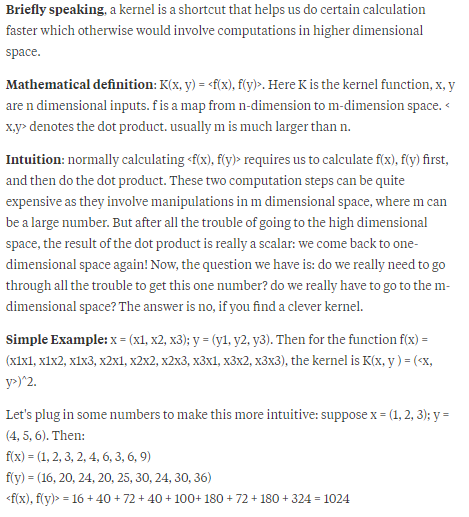 Briefly speaking, a kernel is a shortcut that helps us do certain calculation
faster which otherwise would involve computations in higher dimensional
space.
Mathematical definition: K(x, y) = <f(x), f(y)>. Here K is the kernel function, x, y
are n dimensional inputs. f is a map from n-dimension to m-dimension space. <
x,y> denotes the dot product. usually m is much larger than n.
Intuition: normally calculating <f(x), f(y)> requires us to calculate f(x), f(y) first,
and then do the dot product. These two computation steps can be quite
expensive as they involve manipulations in m dimensional space, where m can
be a large number. But after all the trouble of going to the high dimensional
space, the result of the dot product is really a scalar: we come back to one-
dimensional space again! Now, the question we have is: do we really need to go
through all the trouble to get this one number? do we really have to go to the m-
dimensional space? The answer is no, if you find a clever kernel.
Simple Example: x = (x1, x2, x3); y = (y1, y2, y3). Then for the function f(x) =
(x1x1, x1x2, x1x3, x2x1, x2x2, x2x3, x3x1, x3x2, x3x3), the kernel is K(x, y ) = (<x,
y>)^2.
Let's plug in some numbers to make this more intuitive: suppose x = (1, 2, 3); y =
(4, 5, 6). Then:
f(x) = (1, 2, 3, 2, 4, 6, 3, 6, 9)
f(y) = (16, 20, 24, 20, 25, 30, 24, 30, 36)
<f(x), f(y)> = 16 + 40 + 72 + 40 + 100+ 180 + 72 + 180 + 324 = 1024